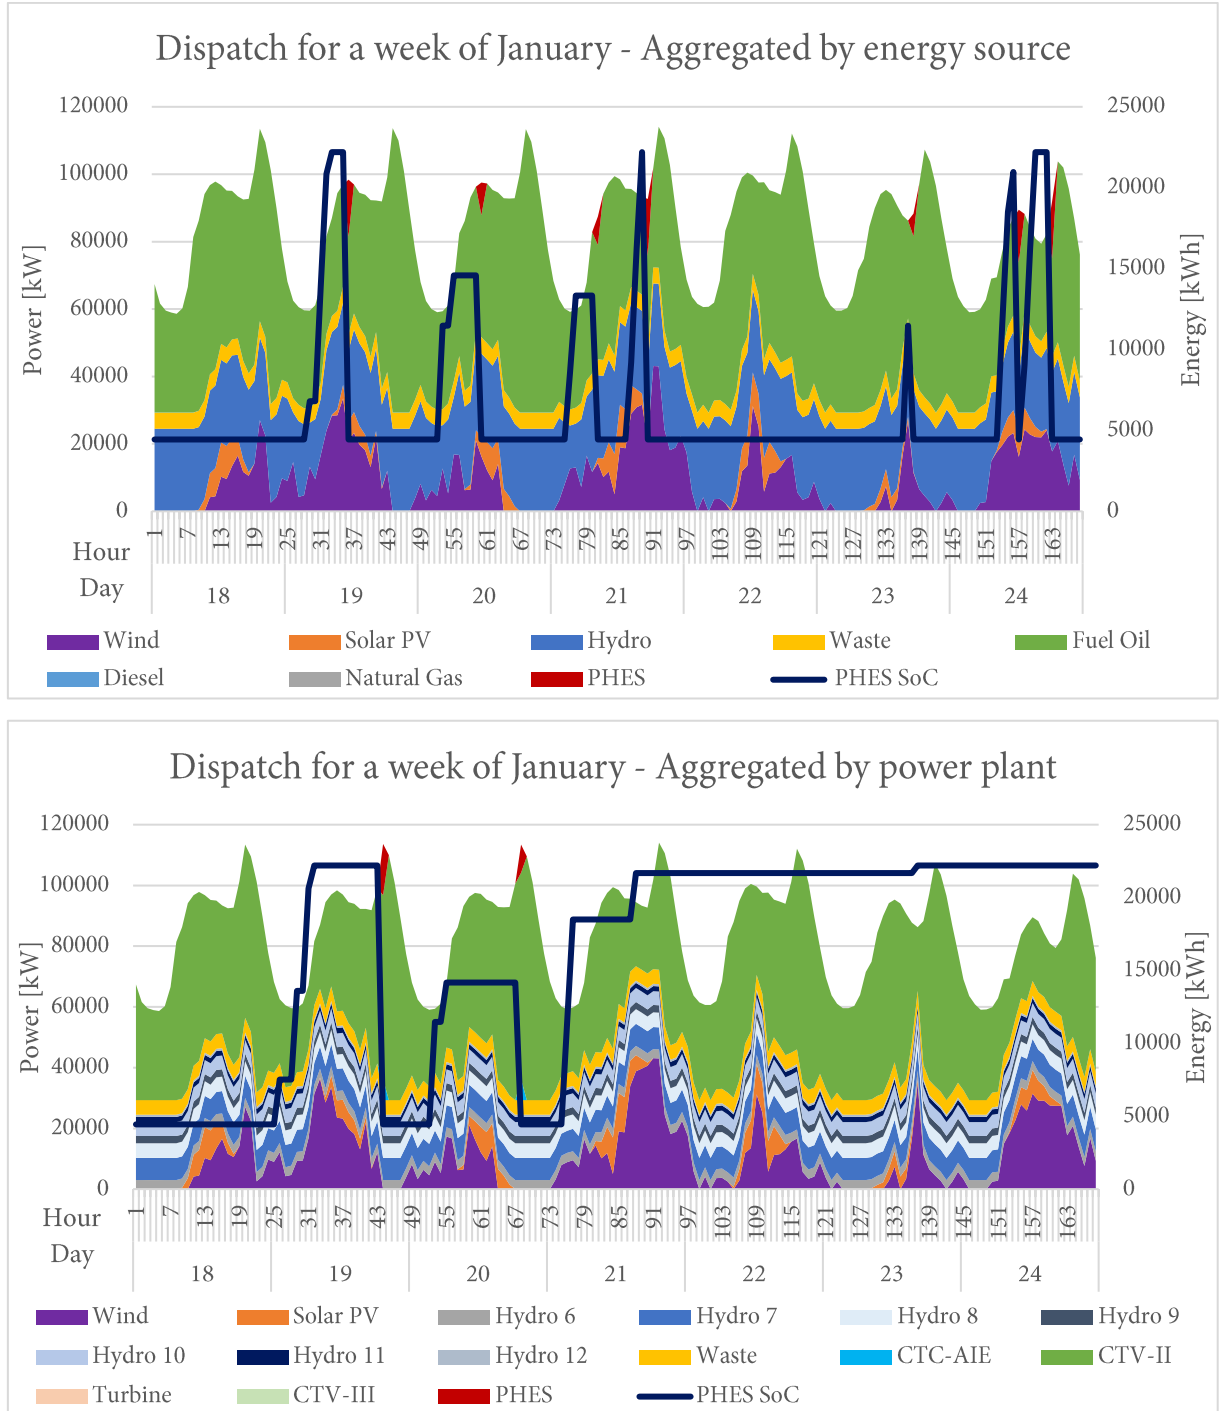 Dispatch for a week of January - Aggregated by energy source
120000 25000
100000 20000
80000 15000
60000 10000
40000 5000
20000 0
0
Power [kW]
Energy [kWh]
Hour 1 7 13 19 25 31 37 43 49 55 61 67 73 79 85 91 97 103 109 115 121 127 133 139 145 151 157 163
Day 18 19 20 21 22 23 24
Wind Solar PV Hydro Waste Fuel Oil
Diesel Natural Gas PHES PHES SoC
Dispatch for a week of January - Aggregated by power plant
120000 25000
100000 20000
80000 15000
60000 10000
40000 5000
20000 0
0
Power [kW]
Energy [kWh]
Hour 1 7 13 19 25 31 37 43 49 55 61 67 73 79 85 91 97 103 109 115 121 127 133 139 145 151 157 163
Day 18 19 20 21 22 23 24
Wind Solar PV Hydro 6 Hydro 7 Hydro 8 Hydro 9
Hydro 10 Hydro 11 Hydro 12 Waste CTC-AIE CTV-II
Turbine CTV-III PHES PHES SoC